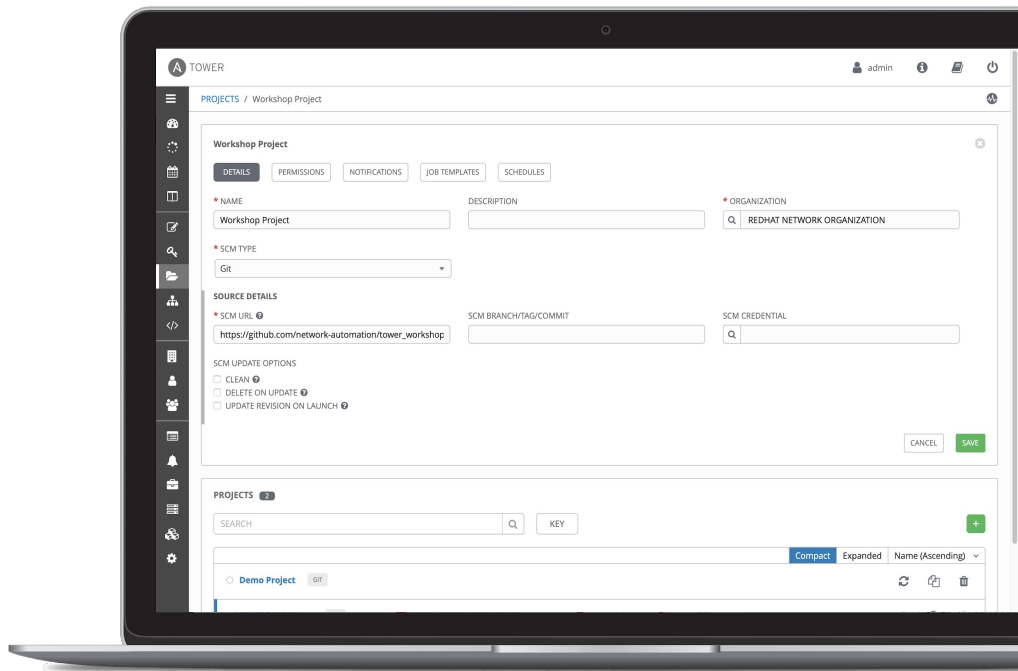 A TOWER
admin
PROJECTS / Workshop Project
Workshop Project
DETAILS PERMISSIONS NOTIFICATIONS JOB TEMPLATES SCHEDULES
* NAME DESCRIPTION * ORGANIZATION
Workshop Project REDHAT NETWORK ORGANIZATION
* SCM TYPE
Git
SOURCE DETAILS
* SCM URL SCM BRANCH/TAG/COMMIT SCM CREDENTIAL
https://github.com/network-automation/tower_workshop
SCM UPDATE OPTIONS
CLEAN
DELETE ON UPDATE
UPDATE REVISION ON LAUNCH
CANCEL SAVE
PROJECTS 2
SEARCH KEY +
Compact Expanded Name (Ascending)
Demo Project GIT